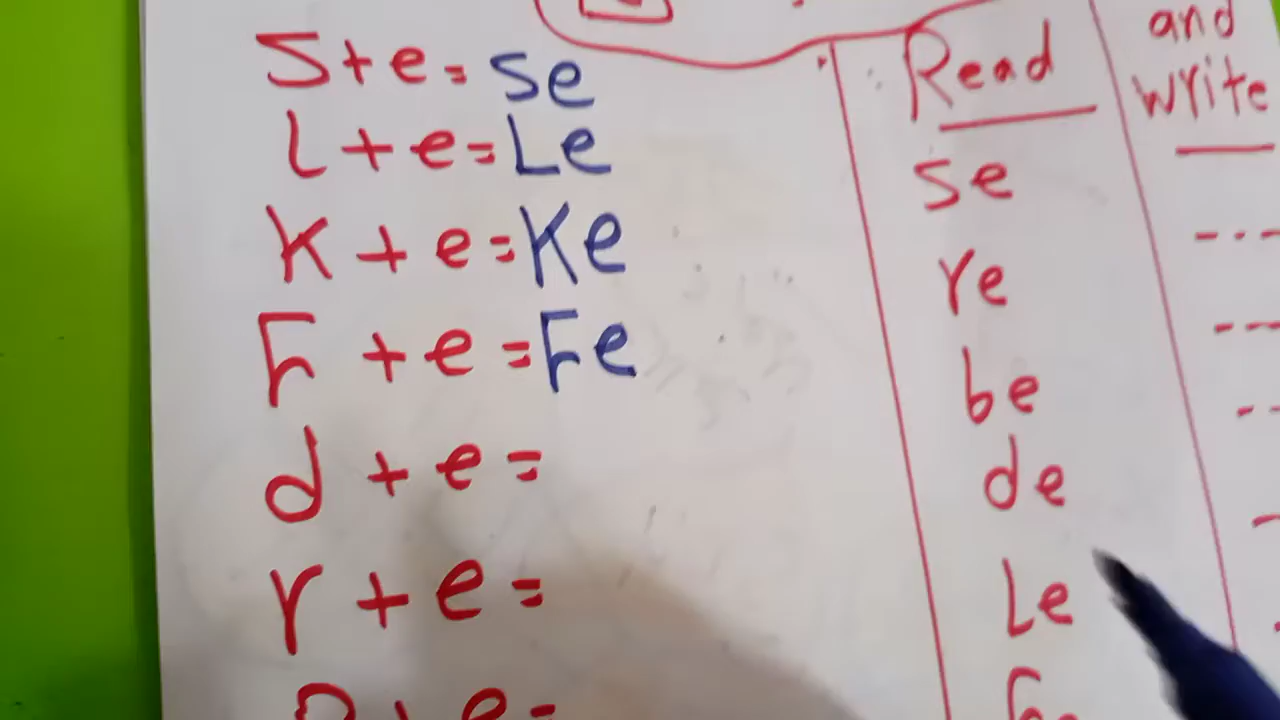 S+e= se
l+e= Le
K+e= Ke
F+e= Fe
d+e=
r+e=
Read
se
re
be
de
Le
and
write